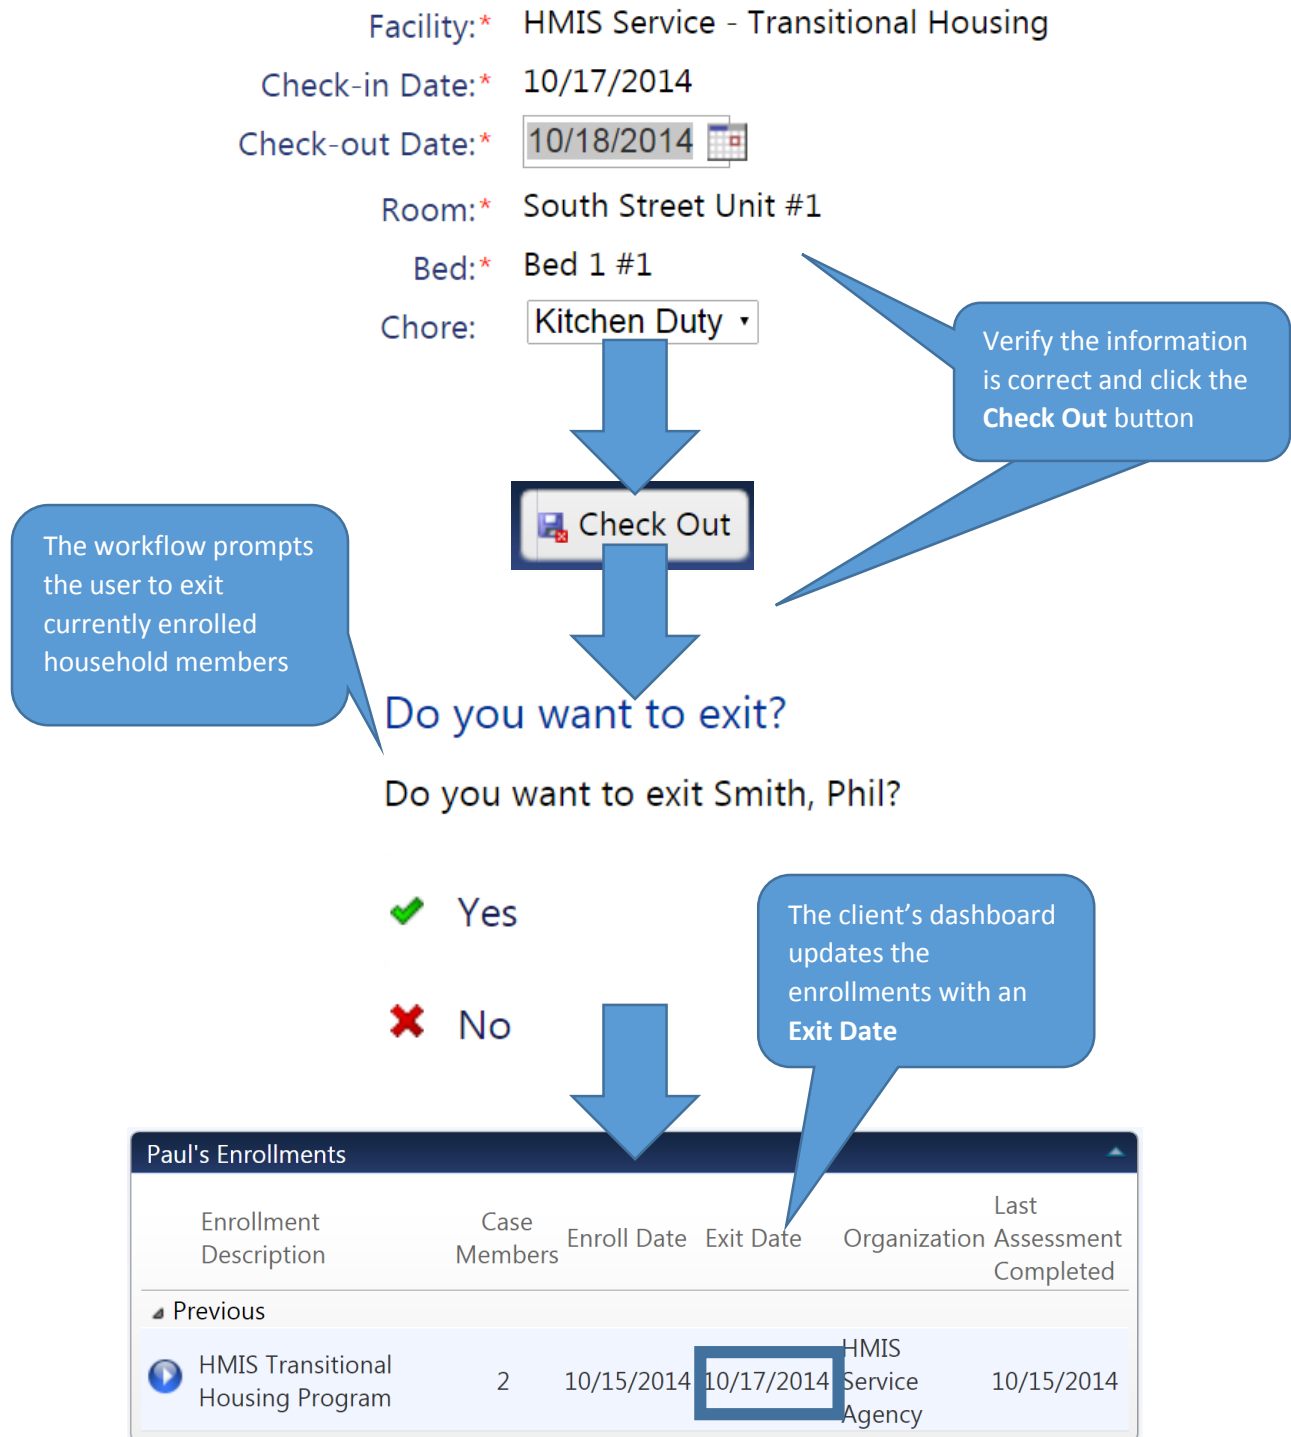 Facility:* HMIS Service - Transitional Housing
Check-in Date:* 10/17/2014
Check-out Date:* 10/18/2014
Room:* South Street Unit #1
Bed:* Bed 1 #1
Chore: Kitchen Duty
Verify the information
is correct and click the
Check Out button
Check Out
The workflow prompts
the user to exit
currently enrolled
household members
Do you want to exit?
Do you want to exit Smith, Phil?
Yes
No
The client’s dashboard
updates the
enrollments with an
Exit Date
Paul's Enrollments
Enrollment
Description
Case
Members
Enroll Date
Exit Date
Organization
Last
Assessment
Completed
Previous
HMIS Transitional
Housing Program
2
10/15/2014
10/17/2014
HMIS
Service
Agency
10/15/2014